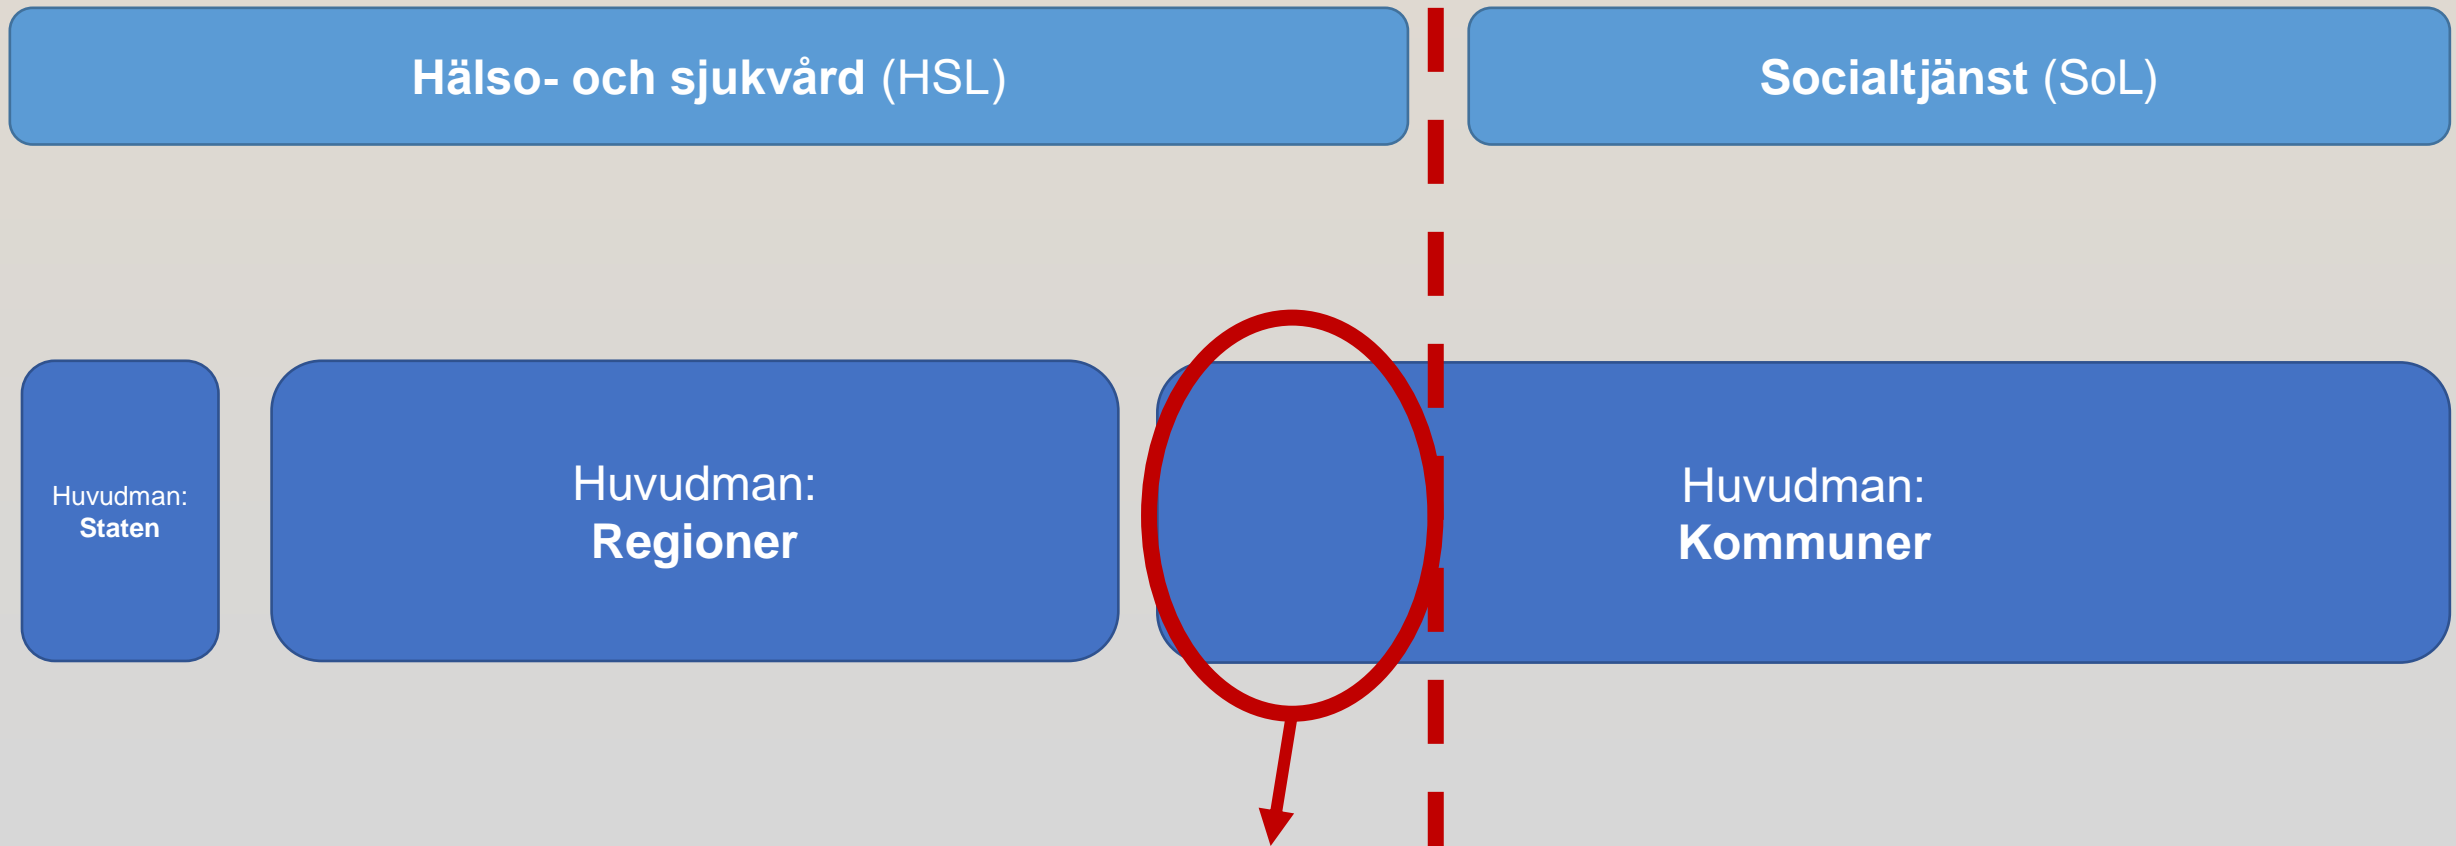 Hälso- och sjukvård (HSL)
Socialtjänst (SoL)
Huvudman:
Staten
Huvudman:
Regioner
Huvudman:
Kommuner